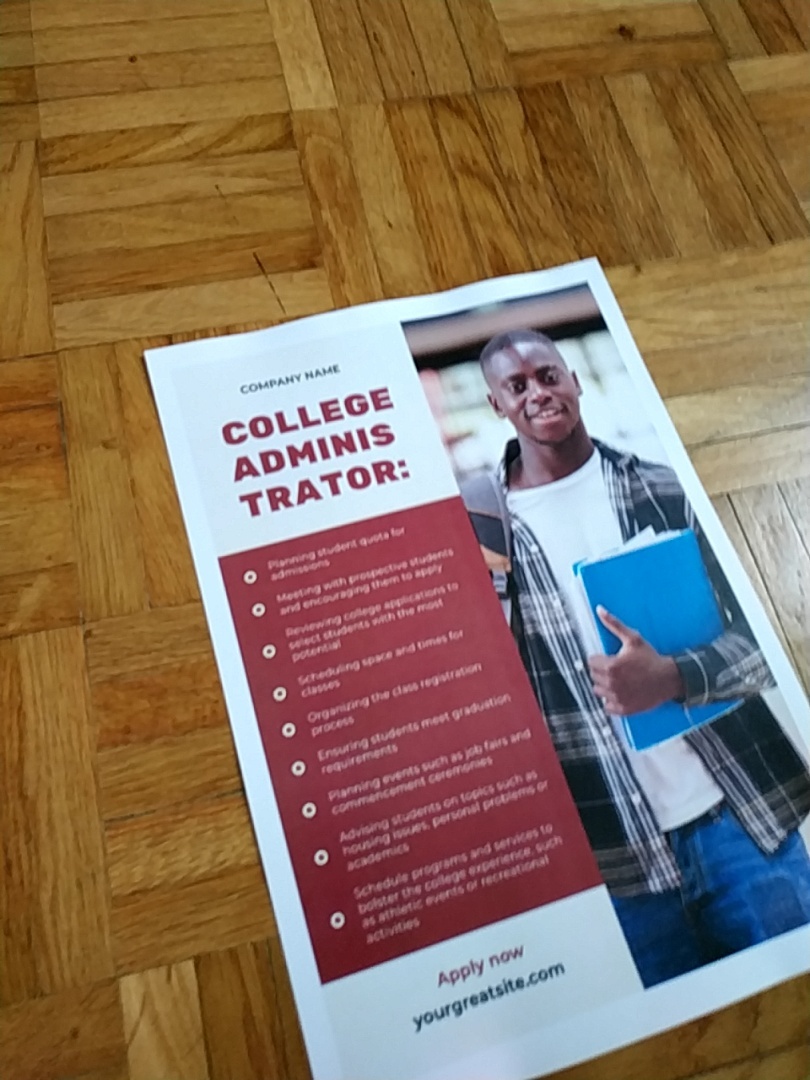 COMPANY NAME
COLLEGE
ADMINIS
TRATOR:
Planning student quota for
admissions
Meeting with prospective students
and encouraging them to apply
Reviewing college applications to
select students with the most
potential
Scheduling space and times for
classes
Organizing the class registration
process
Ensuring students meet graduation
requirements
Planning events such as job fairs and
commencement ceremonies
Advising students on topics such as
housing issues, personal problems or
academics
Schedule programs and services to
bolster the college experience, such
as athletic events or recreational
activities
Apply now
yourgreatsite.com